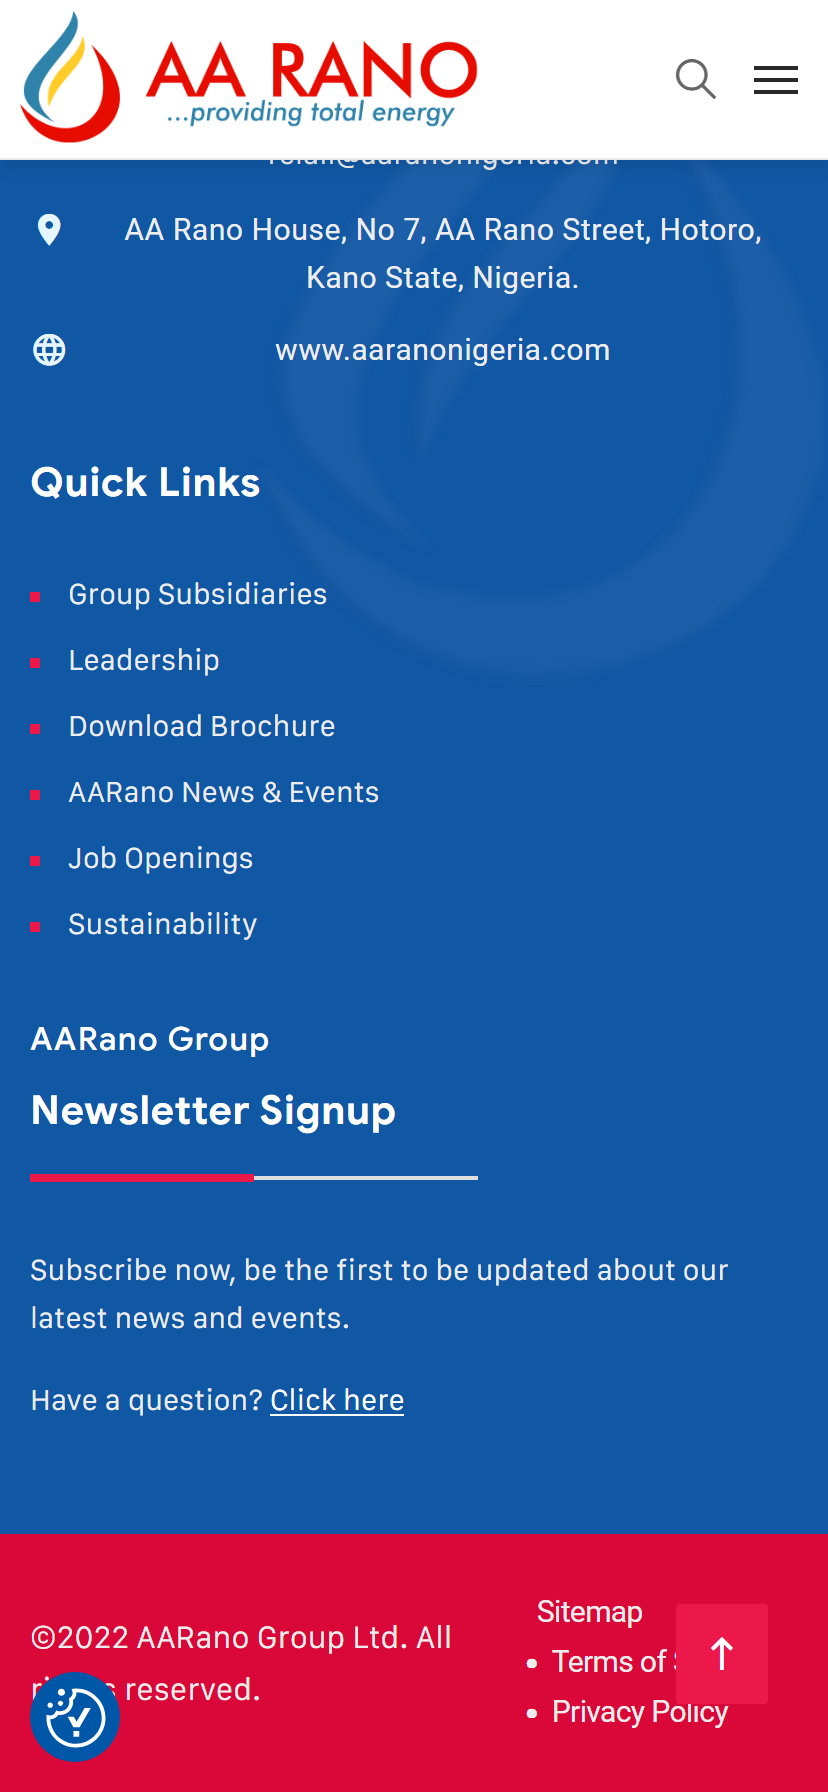 AA RANO
...providing total energy
AA Rano House, No 7, AA Rano Street, Hotoro,
Kano State, Nigeria.
www.aaranonigeria.com
Quick Links
Group Subsidiaries
Leadership
Download Brochure
AARano News & Events
Job Openings
Sustainability
AARano Group
Newsletter Signup
Subscribe now, be the first to be updated about our
latest news and events.
Have a question? Click here
©2022 AARano Group Ltd. All
reserved.
Sitemap
Terms of
Privacy Policy